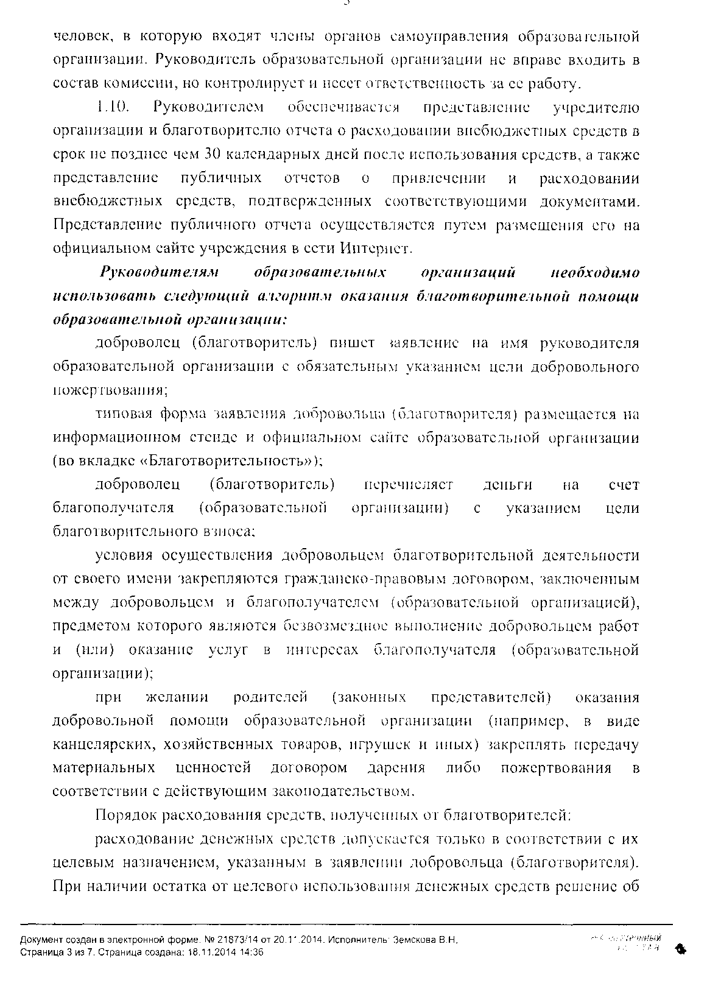 человек, в которую входят члены органов самоуправления образовательной
организации. Руководитель образовательной организации не вправе входить в
состав комиссии, но контролирует и несет ответственность за ее работу.
1.10. Руководителем обеспечивается представление учредителю
организации и благотворителю отчета о расходовании внебюджетных средств в
срок не позднее чем 30 календарных дней после использования средств, а также
представление публичных отчетов о привлечении и расходовании
внебюджетных средств, подтвержденных соответствующими документами.
Представление публичного отчета осуществляется путем размещения его на
официальном сайте учреждения в сети Интернет.
Руководителям образовательных организаций необходимо
использовать следующий алгоритм оказания благотворительной помощи
образовательной организации:
доброволец (благотворитель) пишет заявление на имя руководителя
образовательной организации с обязательным указанием цели добровольного
пожертвования;
типовая форма заявления добровольца (благотворителя) размещается на
информационном стенде и официальном сайте образовательной организации
(во вкладке «Благотворительность»);
доброволец (благотворитель) перечисляет деньги на счет
благополучателя (образовательной организации) с указанием цели
благотворительного взноса;
условия осуществления добровольцем благотворительной деятельности
от своего имени закрепляются гражданско-правовым договором, заключенным
между добровольцем и благополучателем (образовательной организацией),
предметом которого являются безвозмездное выполнение добровольцем работ
и (или) оказание услуг в интересах благополучателя (образовательной
организации);
при желании родителей (законных представителей) оказания
добровольной помощи образовательной организации (например, в виде
канцелярских, хозяйственных товаров, игрушек и иных) закреплять передачу
материальных ценностей договором дарения либо пожертвования в
соответствии с действующим законодательством.
Порядок расходования средств, полученных от благотворителей:
расходование денежных средств допускается только в соответствии с их
целевым назначением, указанным в заявлении добровольца (благотворителя).
При наличии остатка от целевого использования денежных средств решение об
Документ создан в электронной форме. № 21873/14 от 20.11.2014. Исполнитель: Земскова В.Н.
Страница 3 из 7. Страница создана: 18.11.2014 14:36